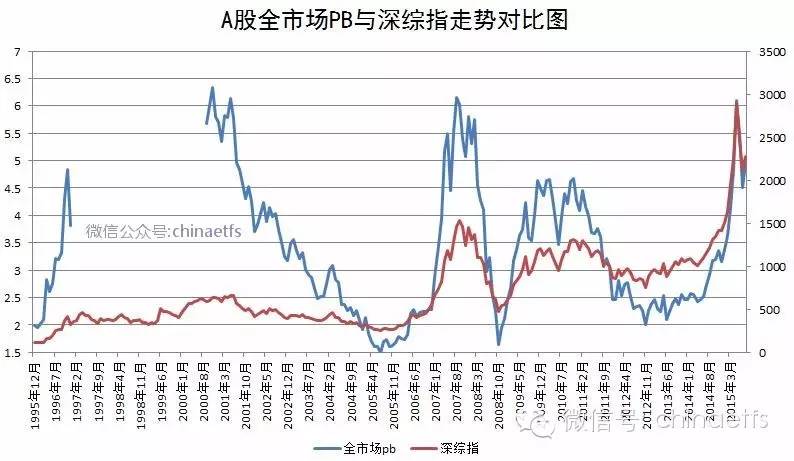 A股全市场PB与深综指走势对比图
7
6.5
6
5.5
5
4.5
4
3.5
3
2.5
2
1.5
3500
3000
2500
2000
1500
1000
500
0
微信公众号:chinaetfs
1995年12月
1996年7月
1997年2月
1997年9月
1998年4月
1998年11月
1999年6月
2000年1月
2000年8月
2001年3月
2001年10月
2002年5月
2002年12月
2003年7月
2004年2月
2004年9月
2005年4月
2005年11月
2006年6月
2007年1月
2007年8月
2008年3月
2008年10月
2009年5月
2009年12月
2010年7月
2011年2月
2011年9月
2012年4月
2012年11月
2013年6月
2014年1月
2014年8月
2015年3月
微信号: chinaetfs
全市场pb 深综指